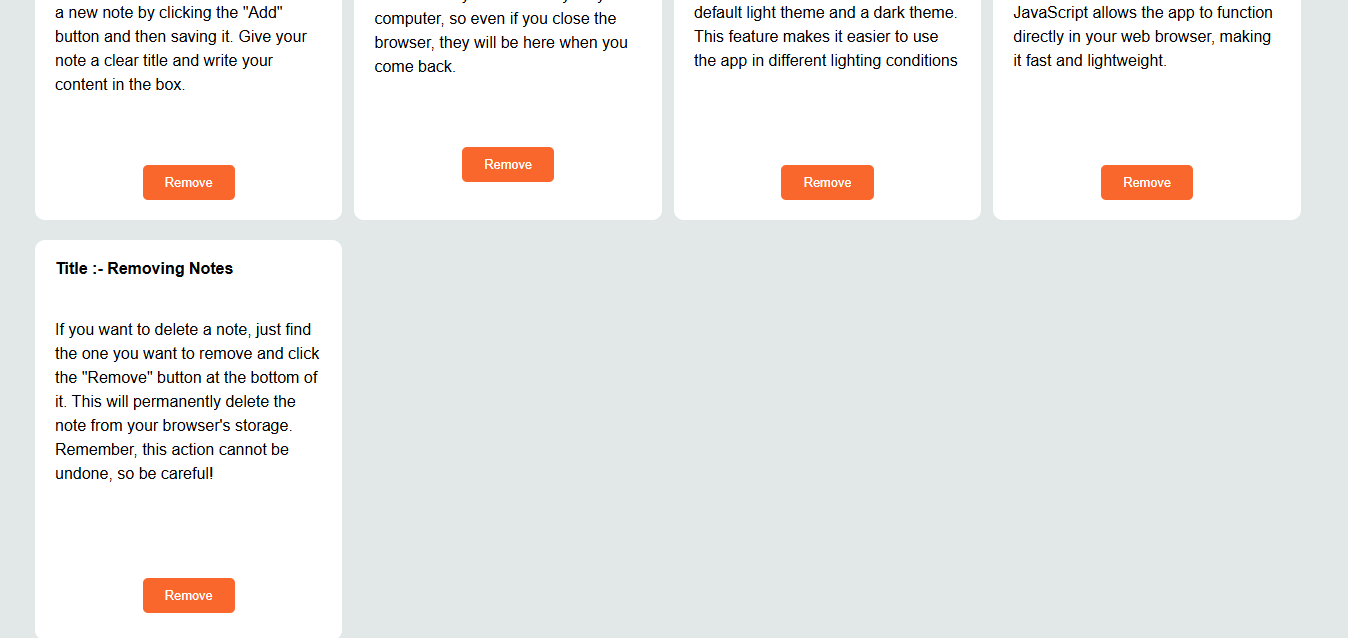 a new note by clicking the "Add"
button and then saving it. Give your
note a clear title and write your
content in the box.
Remove
computer, so even if you close the
browser, they will be here when you
come back.
Remove
default light theme and a dark theme.
This feature makes it easier to use
the app in different lighting conditions
Remove
JavaScript allows the app to function
directly in your web browser, making
it fast and lightweight.
Remove
Title :- Removing Notes
If you want to delete a note, just find
the one you want to remove and click
the "Remove" button at the bottom of
it. This will permanently delete the
note from your browser's storage.
Remember, this action cannot be
undone, so be careful!
Remove